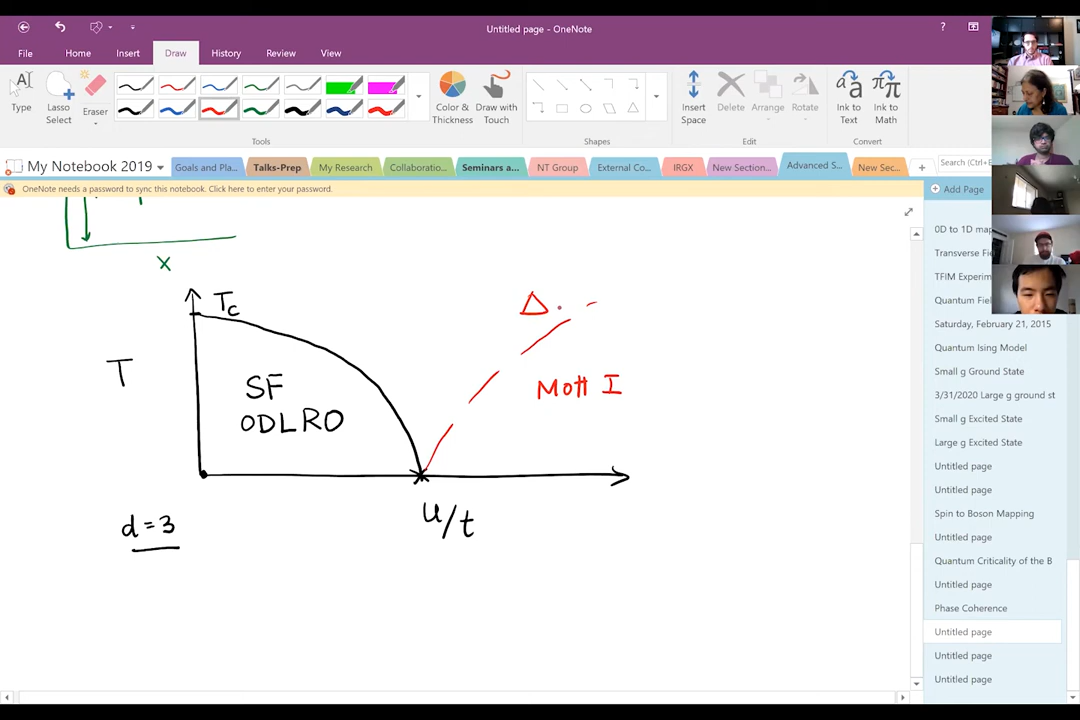 Untitled page - OneNote
?
File
Home
Insert
Draw
History
Review
View
Type
Lasso Select
Eraser
Color & Thickness
Draw with Touch
Insert Space
Delete
Arrange
Rotate
Ink to Text
Ink to Math
Tools
Shapes
Edit
Convert
My Notebook 2019
Goals and Pla...
Talks-Prep
My Research
Collaboratio...
Seminars a...
NT Group
External Co...
IRGX
New Section...
Advanced S...
New Sec...
+
Search (Ctrl+E
OneNote needs a password to sync this notebook. Click here to enter your password.
Add Page
x
Tc
T
SF
ODLRO
Δ
Mott I
u/t
d=3
0D to 1D map
Transverse Fi
TFIM Experim
Quantum Fiel
Saturday, February 21, 2015
Quantum Ising Model
Small g Ground State
3/31/2020 Large g ground st
Small g Excited State
Large g Excited State
Untitled page
Untitled page
Spin to Boson Mapping
Untitled page
Quantum Criticality of the B
Untitled page
Phase Coherence
Untitled page
Untitled page
Untitled page